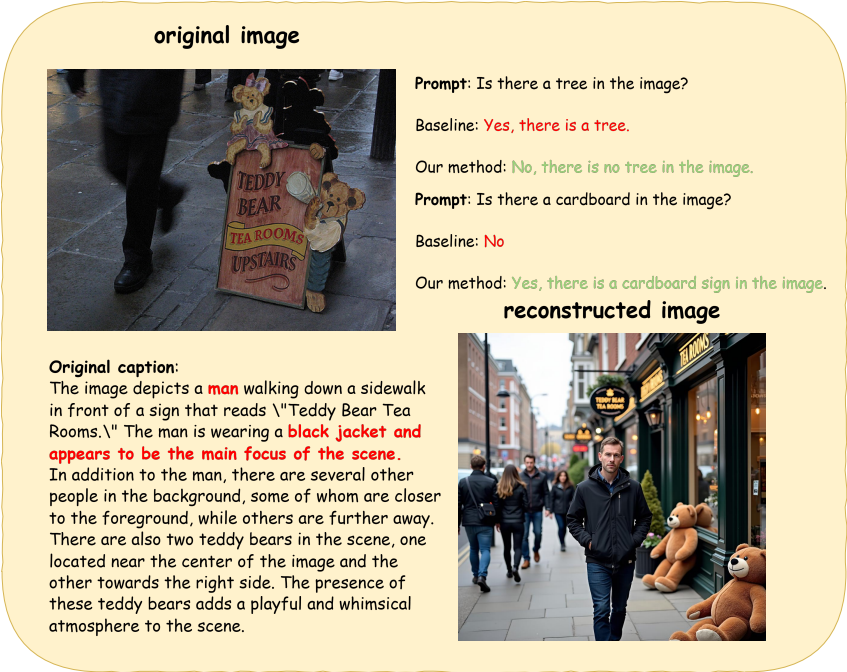 original image
TEDDY
BEAR
TEA ROOMS
UPSTAIRS
Prompt: Is there a tree in the image?
Baseline: Yes, there is a tree.
Our method: No, there is no tree in the image.
Prompt: Is there a cardboard in the image?
Baseline: No
Our method: Yes, there is a cardboard sign in the image.
reconstructed image
TEA ROOMS
TEDDY BEAR
TEA ROOMS
Original caption:
The image depicts a man walking down a sidewalk
in front of a sign that reads \"Teddy Bear Tea
Rooms.\" The man is wearing a black jacket and
appears to be the main focus of the scene.
In addition to the man, there are several other
people in the background, some of whom are closer
to the foreground, while others are further away.
There are also two teddy bears in the scene, one
located near the center of the image and the
other towards the right side. The presence of
these teddy bears adds a playful and whimsical
atmosphere to the scene.